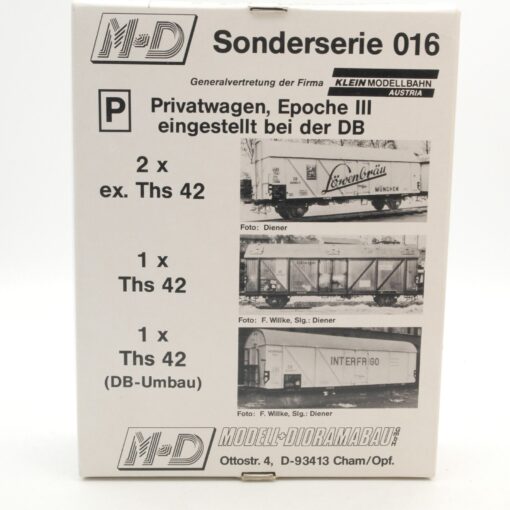 M+D Sonderserie 016
Generalvertretung der Firma KLEIN MODELLBAHN
AUSTRIA
P Privatwagen, Epoche III
eingestellt bei der DB
2 x
ex. Ths 42
Löwenbräu
MÜNCHEN
Foto: Diener
1 x
Ths 42
Foto: F. Willke, Slg.: Diener
1 x
Ths 42
(DB-Umbau)
INTERFRIGO
Foto: F. Willke, Slg.: Diener
M+D MODELL+DIORAMABAU
Ottostr. 4, D-93413 Cham/Opf.